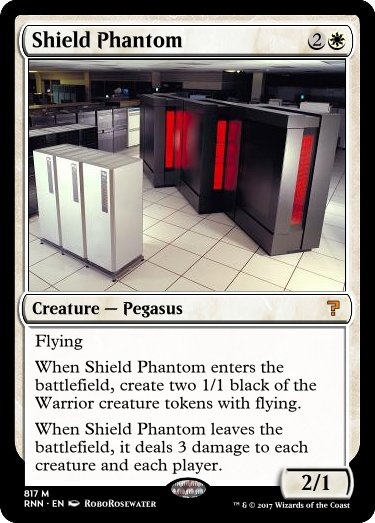 Shield Phantom 2
Creature — Pegasus
Flying
When Shield Phantom enters the
battlefield, create two 1/1 black of the
Warrior creature tokens with flying.
When Shield Phantom leaves the
battlefield, it deals 3 damage to each
creature and each player.
2/1
817 M
RNN • EN RoboRosewater
™ & © 2017 Wizards of the Coast